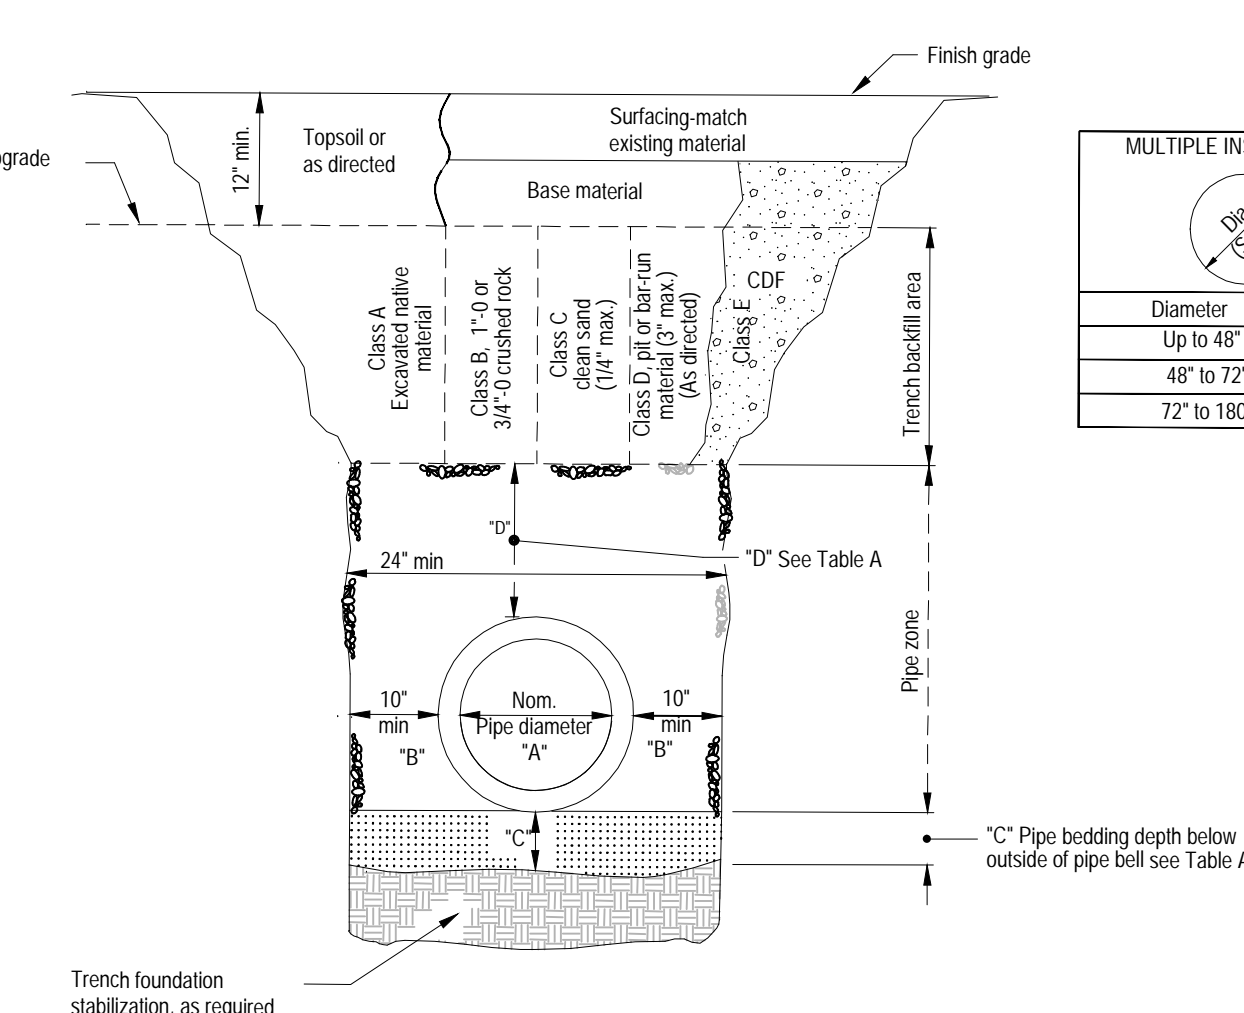 Finish grade
Surfacing-match
existing material
Topsoil or
as directed
12" min.
Base material
MULTIPLE
Diameter
Up to 48"
48" to 72"
72" to 180
Class A
Excavated native
material
Class B, 1"-0 or
3/4"-0 crushed rock
Class C
clean sand
(1/4" max.)
Class D, pit or bar-run
material (3" max.)
(As directed)
Class E
CDF
Trench backfill area
"D"
"D" See Table A
24" min
Pipe zone
10"
min
"B"
Nom.
Pipe diameter
"A"
10"
min
"B"
"C"
"C" Pipe bedding depth below
outside of pipe bell see Table A
Trench foundation
stabilization, as required